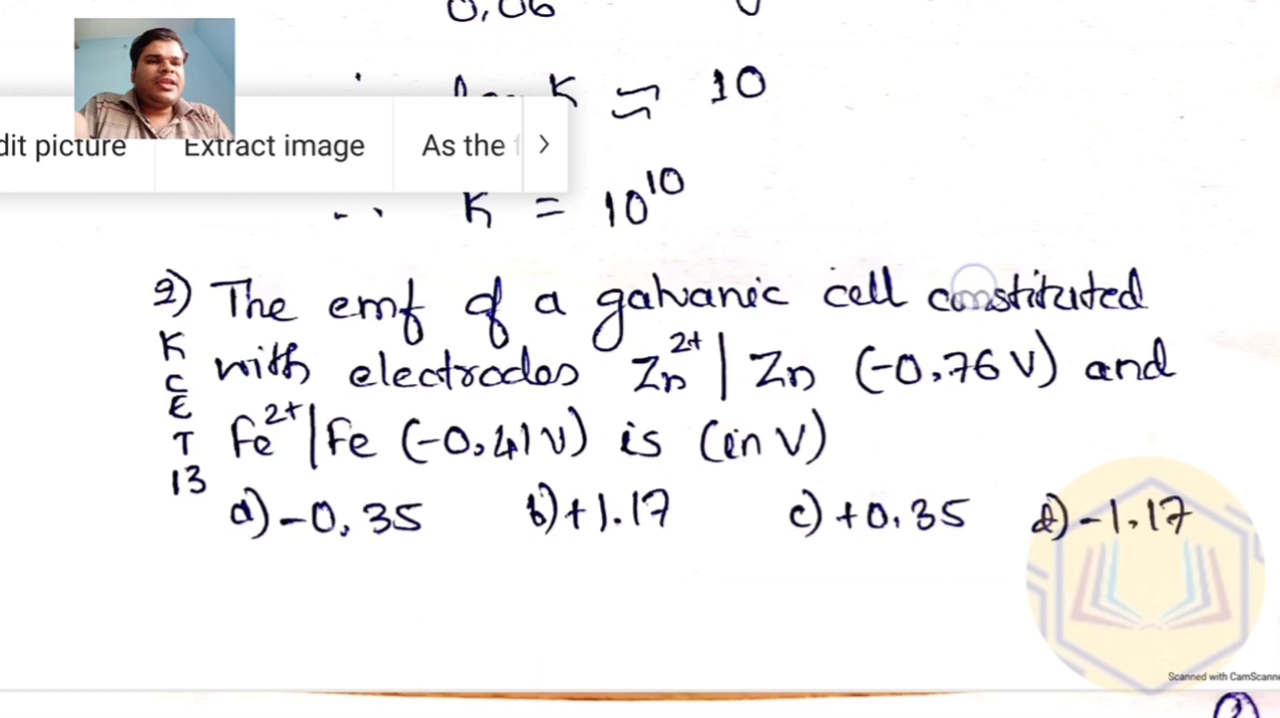 0.06
K ⇋ 10
dit picture Extract image As the >
∴ K = 10^10
2) The emf of a galvanic cell constituted
with electrodes Zn^2+ | Zn (-0.76 V) and
Fe^2+ | Fe (-0.41 V) is (in V)
K
C
E
T
13
a) -0.35 b) +1.17 c) +0.35 d) -1.17
Scanned with CamScanne